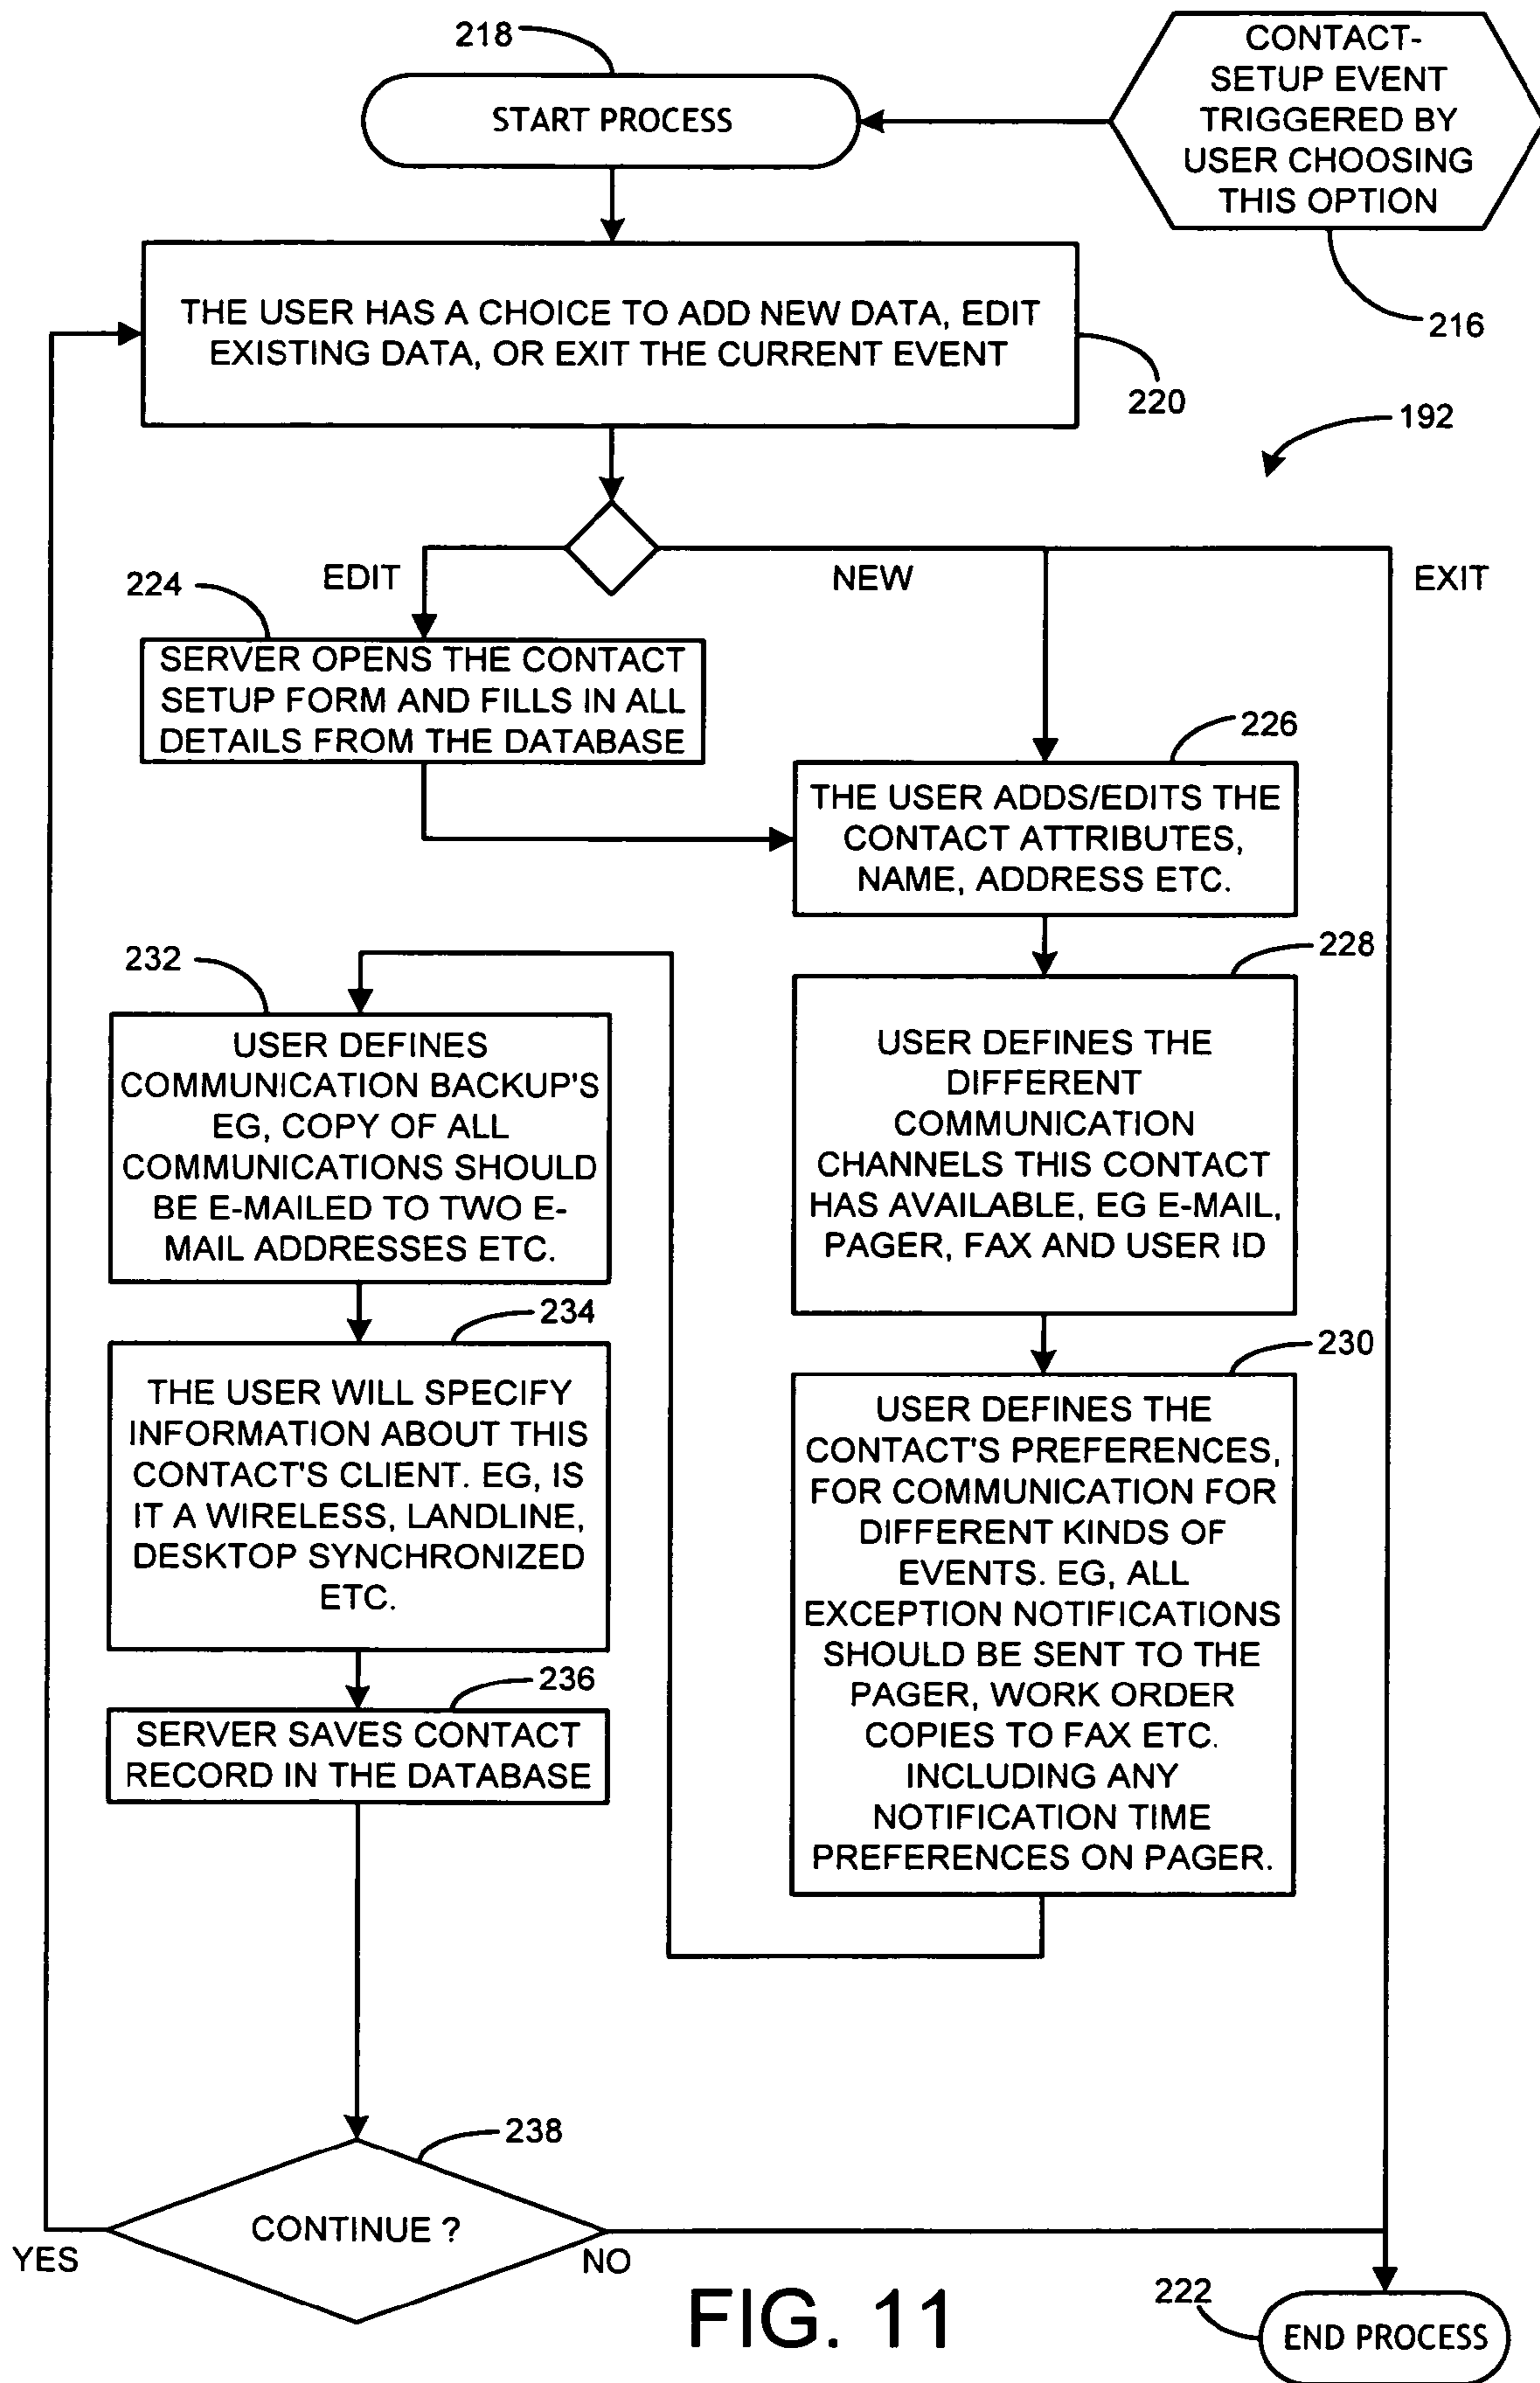 218
START PROCESS
CONTACT-
SETUP EVENT
TRIGGERED BY
USER CHOOSING
THIS OPTION
216
THE USER HAS A CHOICE TO ADD NEW DATA, EDIT
EXISTING DATA, OR EXIT THE CURRENT EVENT
220
192
EDIT
NEW
EXIT
224
SERVER OPENS THE CONTACT
SETUP FORM AND FILLS IN ALL
DETAILS FROM THE DATABASE
226
THE USER ADDS/EDITS THE
CONTACT ATTRIBUTES,
NAME, ADDRESS ETC.
228
USER DEFINES THE
DIFFERENT
COMMUNICATION
CHANNELS THIS CONTACT
HAS AVAILABLE, EG E-MAIL,
PAGER, FAX AND USER ID
230
USER DEFINES THE
CONTACT'S PREFERENCES,
FOR COMMUNICATION FOR
DIFFERENT KINDS OF
EVENTS. EG, ALL
EXCEPTION NOTIFICATIONS
SHOULD BE SENT TO THE
PAGER, WORK ORDER
COPIES TO FAX ETC.
INCLUDING ANY
NOTIFICATION TIME
PREFERENCES ON PAGER.
232
USER DEFINES
COMMUNICATION BACKUP'S
EG, COPY OF ALL
COMMUNICATIONS SHOULD
BE E-MAILED TO TWO E-
MAIL ADDRESSES ETC.
234
THE USER WILL SPECIFY
INFORMATION ABOUT THIS
CONTACT'S CLIENT. EG, IS
IT A WIRELESS, LANDLINE,
DESKTOP SYNCHRONIZED
ETC.
236
SERVER SAVES CONTACT
RECORD IN THE DATABASE
238
CONTINUE ?
YES
NO
222
END PROCESS
FIG. 11